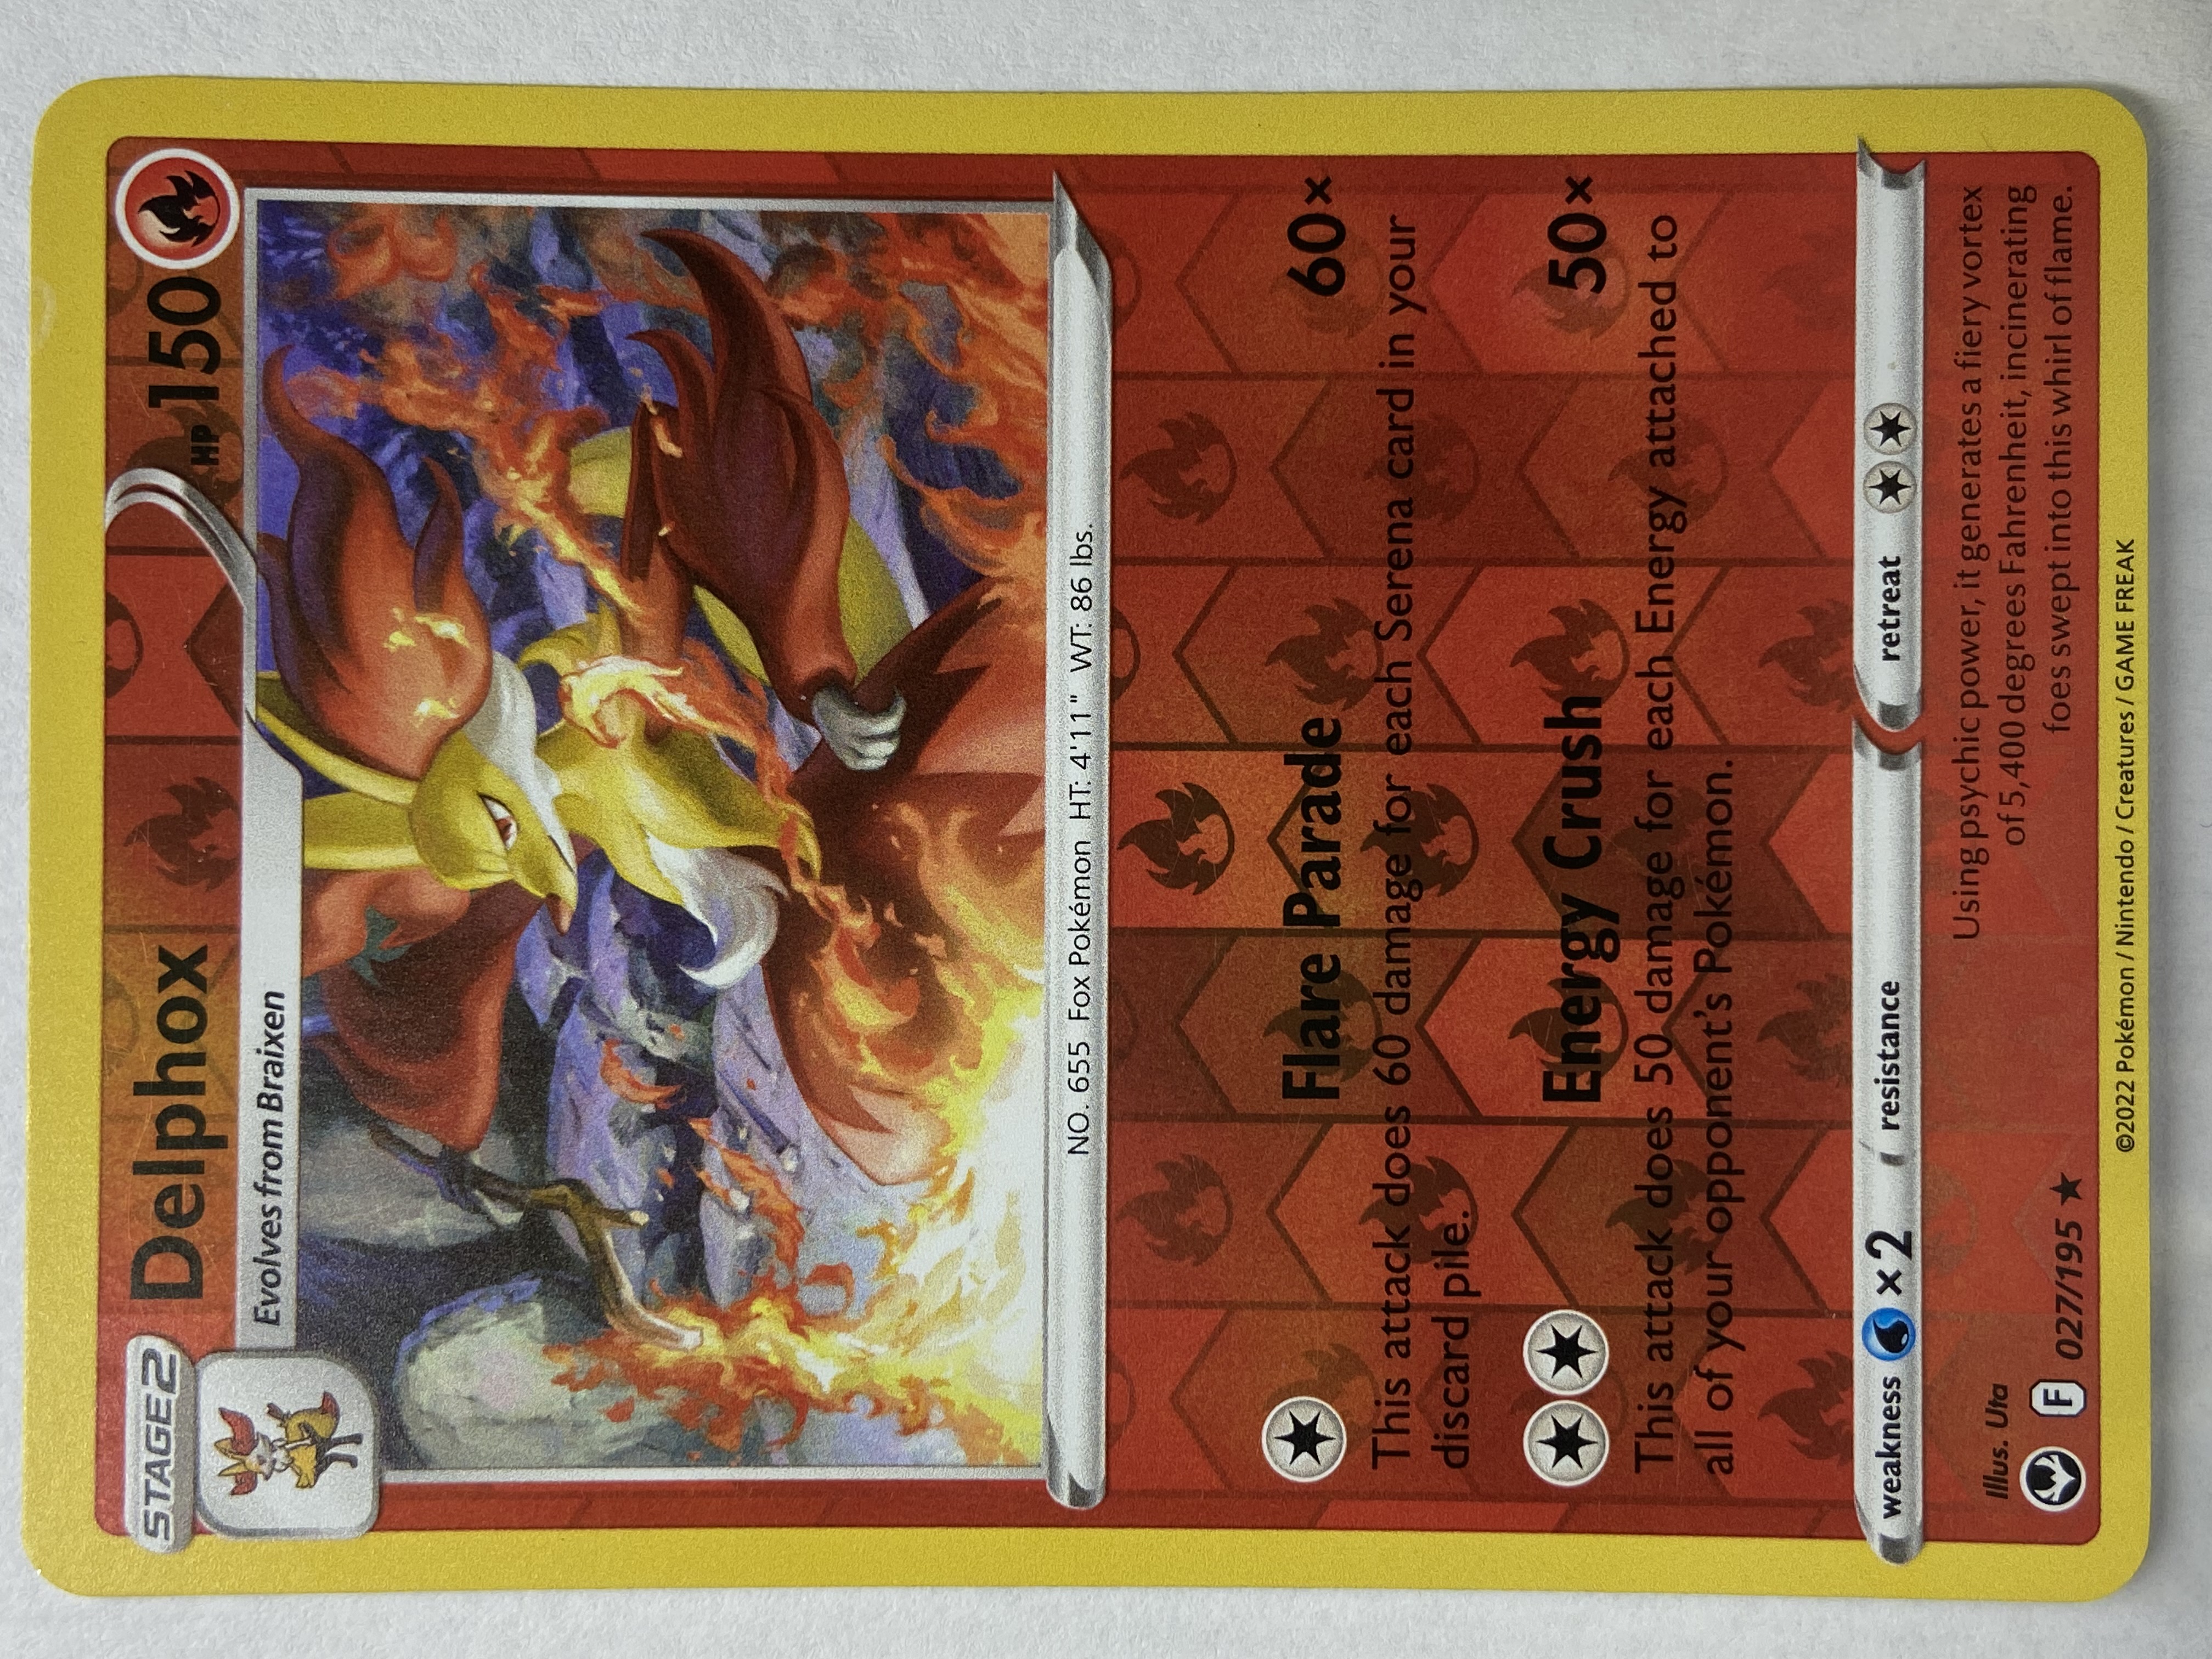 STAGE 2
Delphox
HP 150
Evolves from Braixen
NO. 655 Fox Pokémon HT: 4'11" WT: 86 lbs.
Flare Parade 60×
This attack does 60 damage for each Serena card in your
discard pile.
Energy Crush 50×
This attack does 50 damage for each Energy attached to
all of your opponent's Pokémon.
weakness ×2 resistance retreat
Using psychic power, it generates a fiery vortex
of 5,400 degrees Fahrenheit, incinerating
foes swept into this whirl of flame.
Illus. Uta
F 027/195 ★
©2022 Pokémon / Nintendo / Creatures / GAME FREAK